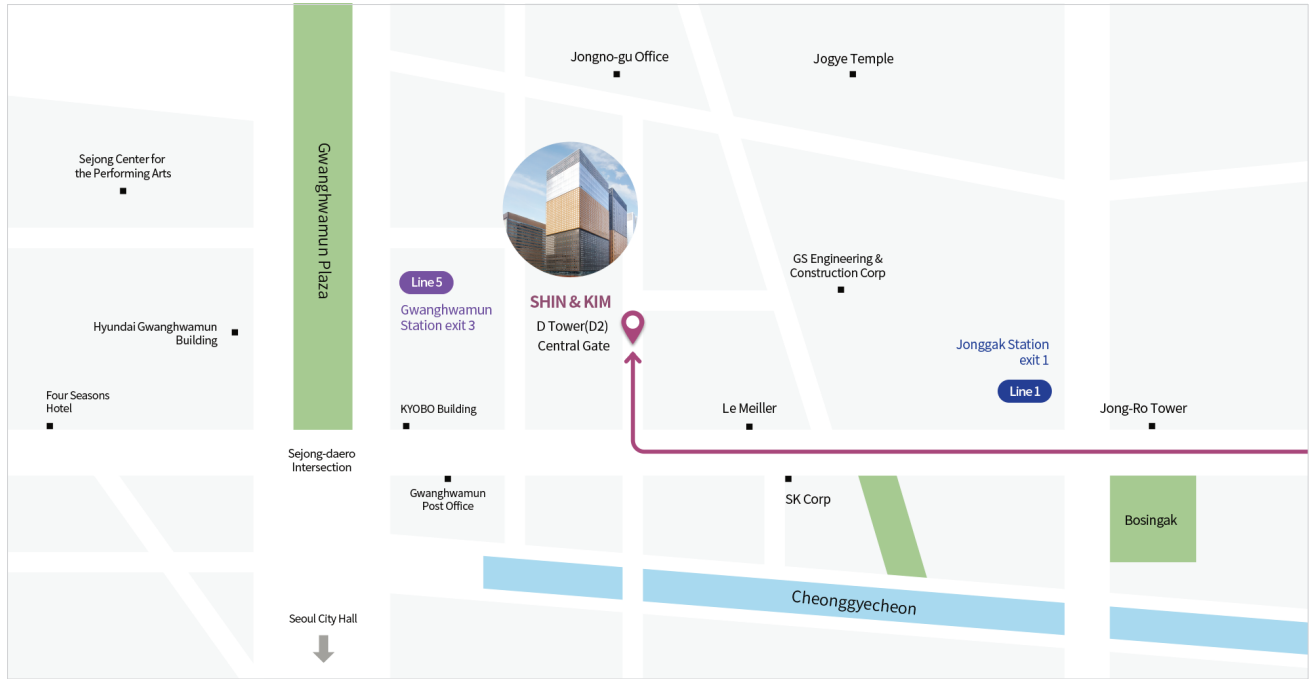 Jongno-gu Office
Jogye Temple
Sejong Center for
the Performing Arts
Gwanghwamun Plaza
GS Engineering &
Construction Corp
Line 5
Gwanghwamun
Station exit 3
SHIN & KIM
D Tower(D2)
Central Gate
Hyundai Gwanghwamun
Building
Jonggak Station
exit 1
Line 1
Four Seasons
Hotel
KYOBO Building
Le Meiller
Jong-Ro Tower
Sejong-daero
Intersection
Gwanghwamun
Post Office
SK Corp
Bosingak
Cheonggyecheon
Seoul City Hall